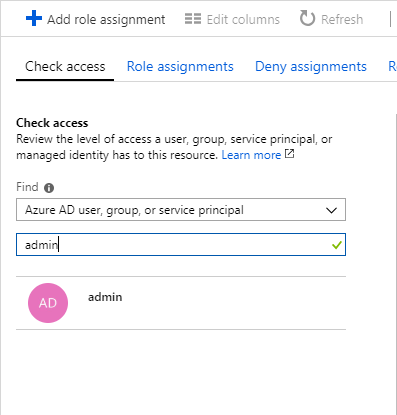 Add role assignment Edit columns Refresh
Check access Role assignments Deny assignments R
Check access
Review the level of access a user, group, service principal, or
managed identity has to this resource. Learn more
Find
Azure AD user, group, or service principal
admin
AD admin